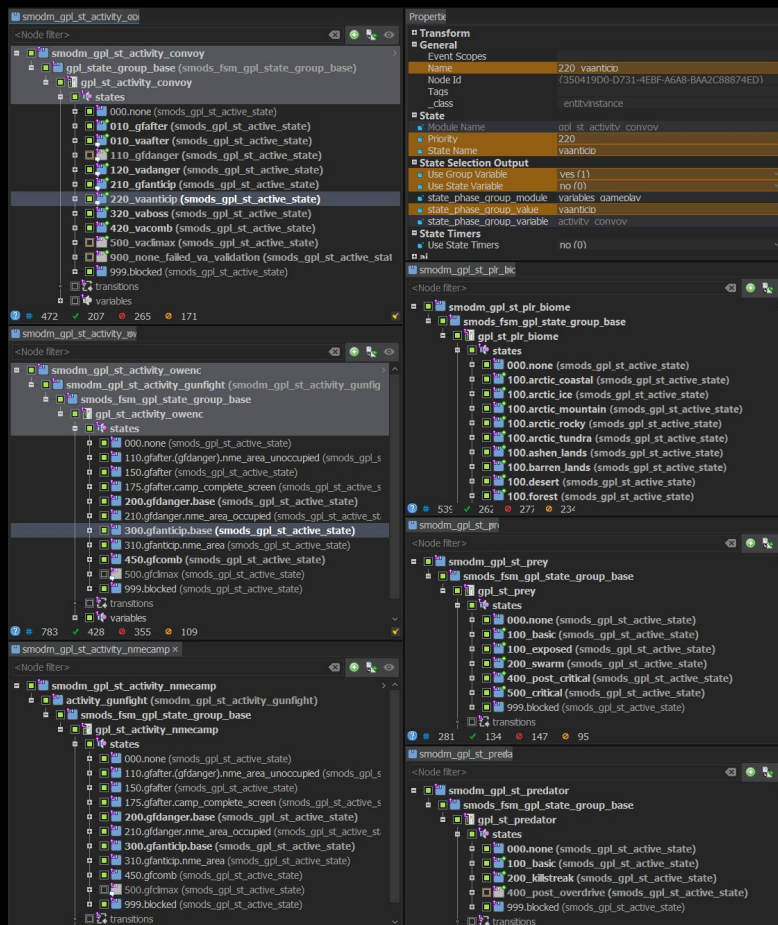 smodm_gpl_st_activity_con
<Node filter>
smodm_gpl_st_activity_convoy
gpl_state_group_base (smods_fsm_gpl_state_group_base)
gpl_st_activity_convoy
states
000.none (smods_gpl_st_active_state)
010_gfafter (smods_gpl_st_active_state)
010_vaafter (smods_gpl_st_active_state)
110_gfdanger (smods_gpl_st_active_state)
120_vadanger (smods_gpl_st_active_state)
210_gfanticip (smods_gpl_st_active_state)
220_vaanticip (smods_gpl_st_active_state)
320_vaboss (smods_gpl_st_active_state)
420_vacomb (smods_gpl_st_active_state)
500_vaclimax (smods_gpl_st_active_state)
900_none_failed_va_validation (smods_gpl_st_active_stat
999.blocked (smods_gpl_st_active_state)
transitions
variables
472 207 265 171
smodm_gpl_st_activity_ow
<Node filter>
smodm_gpl_st_activity_owenc
smodm_gpl_st_activity_gunfight (smodm_gpl_st_activity_gunfig
smods_fsm_gpl_state_group_base
gpl_st_activity_owenc
states
000.none (smods_gpl_st_active_state)
110.gfafter.(gfdanger).nme_area_unoccupied (smods_gpl_s
150.gfafter (smods_gpl_st_active_state)
175.gfafter.camp_complete_screen (smods_gpl_st_active_s
200.gfdanger.base (smods_gpl_st_active_state)
210.gfdanger.nme_area_occupied (smods_gpl_st_active_st
300.gfanticip.base (smods_gpl_st_active_state)
310.gfanticip.nme_area (smods_gpl_st_active_state)
450.gfcomb (smods_gpl_st_active_state)
500.gfclimax (smods_gpl_st_active_state)
999.blocked (smods_gpl_st_active_state)
transitions
variables
783 428 355 109
smodm_gpl_st_activity_nmecamp ×
<Node filter>
smodm_gpl_st_activity_nmecamp
activity_gunfight (smodm_gpl_st_activity_gunfight)
smods_fsm_gpl_state_group_base
gpl_st_activity_nmecamp
states
000.none (smods_gpl_st_active_state)
110.gfafter.(gfdanger).nme_area_unoccupied (smods_gpl_s
150.gfafter (smods_gpl_st_active_state)
175.gfafter.camp_complete_screen (smods_gpl_st_active_s
200.gfdanger.base (smods_gpl_st_active_state)
210.gfdanger.nme_area_occupied (smods_gpl_st_active_st
300.gfanticip.base (smods_gpl_st_active_state)
310.gfanticip.nme_area (smods_gpl_st_active_state)
450.gfcomb (smods_gpl_st_active_state)
500.gfclimax (smods_gpl_st_active_state)
999.blocked (smods_gpl_st_active_state)
transitions
Propertie
Transform
General
Event Scopes
Name 220_vaanticip
Node Id {350419D0-D731-4EBF-A6A8-BAA2C88874ED}
Tags
_class entityinstance
State
Module Name gpl_st_activity_convoy
Priority 220
State Name vaanticip
State Selection Output
Use Group Variable yes (1)
Use State Variable no (0)
state_phase_group_module variables_gameplay
state_phase_group_value vaanticip
state_phase_group_variable activity_convoy
State Timers
Use State Timers no (0)
ai
smodm_gpl_st_plr_bio
<Node filter>
smodm_gpl_st_plr_biome
smods_fsm_gpl_state_group_base
gpl_st_plr_biome
states
000.none (smods_gpl_st_active_state)
100.arctic_coastal (smods_gpl_st_active_state)
100.arctic_ice (smods_gpl_st_active_state)
100.arctic_mountain (smods_gpl_st_active_state)
100.arctic_rocky (smods_gpl_st_active_state)
100.arctic_tundra (smods_gpl_st_active_state)
100.ashen_lands (smods_gpl_st_active_state)
100.barren_lands (smods_gpl_st_active_state)
100.desert (smods_gpl_st_active_state)
100.forest (smods_gpl_st_active_state)
539 262 277 234
smodm_gpl_st_pre
<Node filter>
smodm_gpl_st_prey
smods_fsm_gpl_state_group_base
gpl_st_prey
states
000.none (smods_gpl_st_active_state)
100_basic (smods_gpl_st_active_state)
100_exposed (smods_gpl_st_active_state)
200_swarm (smods_gpl_st_active_state)
400_post_critical (smods_gpl_st_active_state)
500_critical (smods_gpl_st_active_state)
999.blocked (smods_gpl_st_active_state)
transitions
281 134 147 95
smodm_gpl_st_preda
<Node filter>
smodm_gpl_st_predator
smods_fsm_gpl_state_group_base
gpl_st_predator
states
000.none (smods_gpl_st_active_state)
100_basic (smods_gpl_st_active_state)
200_killstreak (smods_gpl_st_active_state)
400_post_overdrive (smods_gpl_st_active_state)
999.blocked (smods_gpl_st_active_state)
transitions